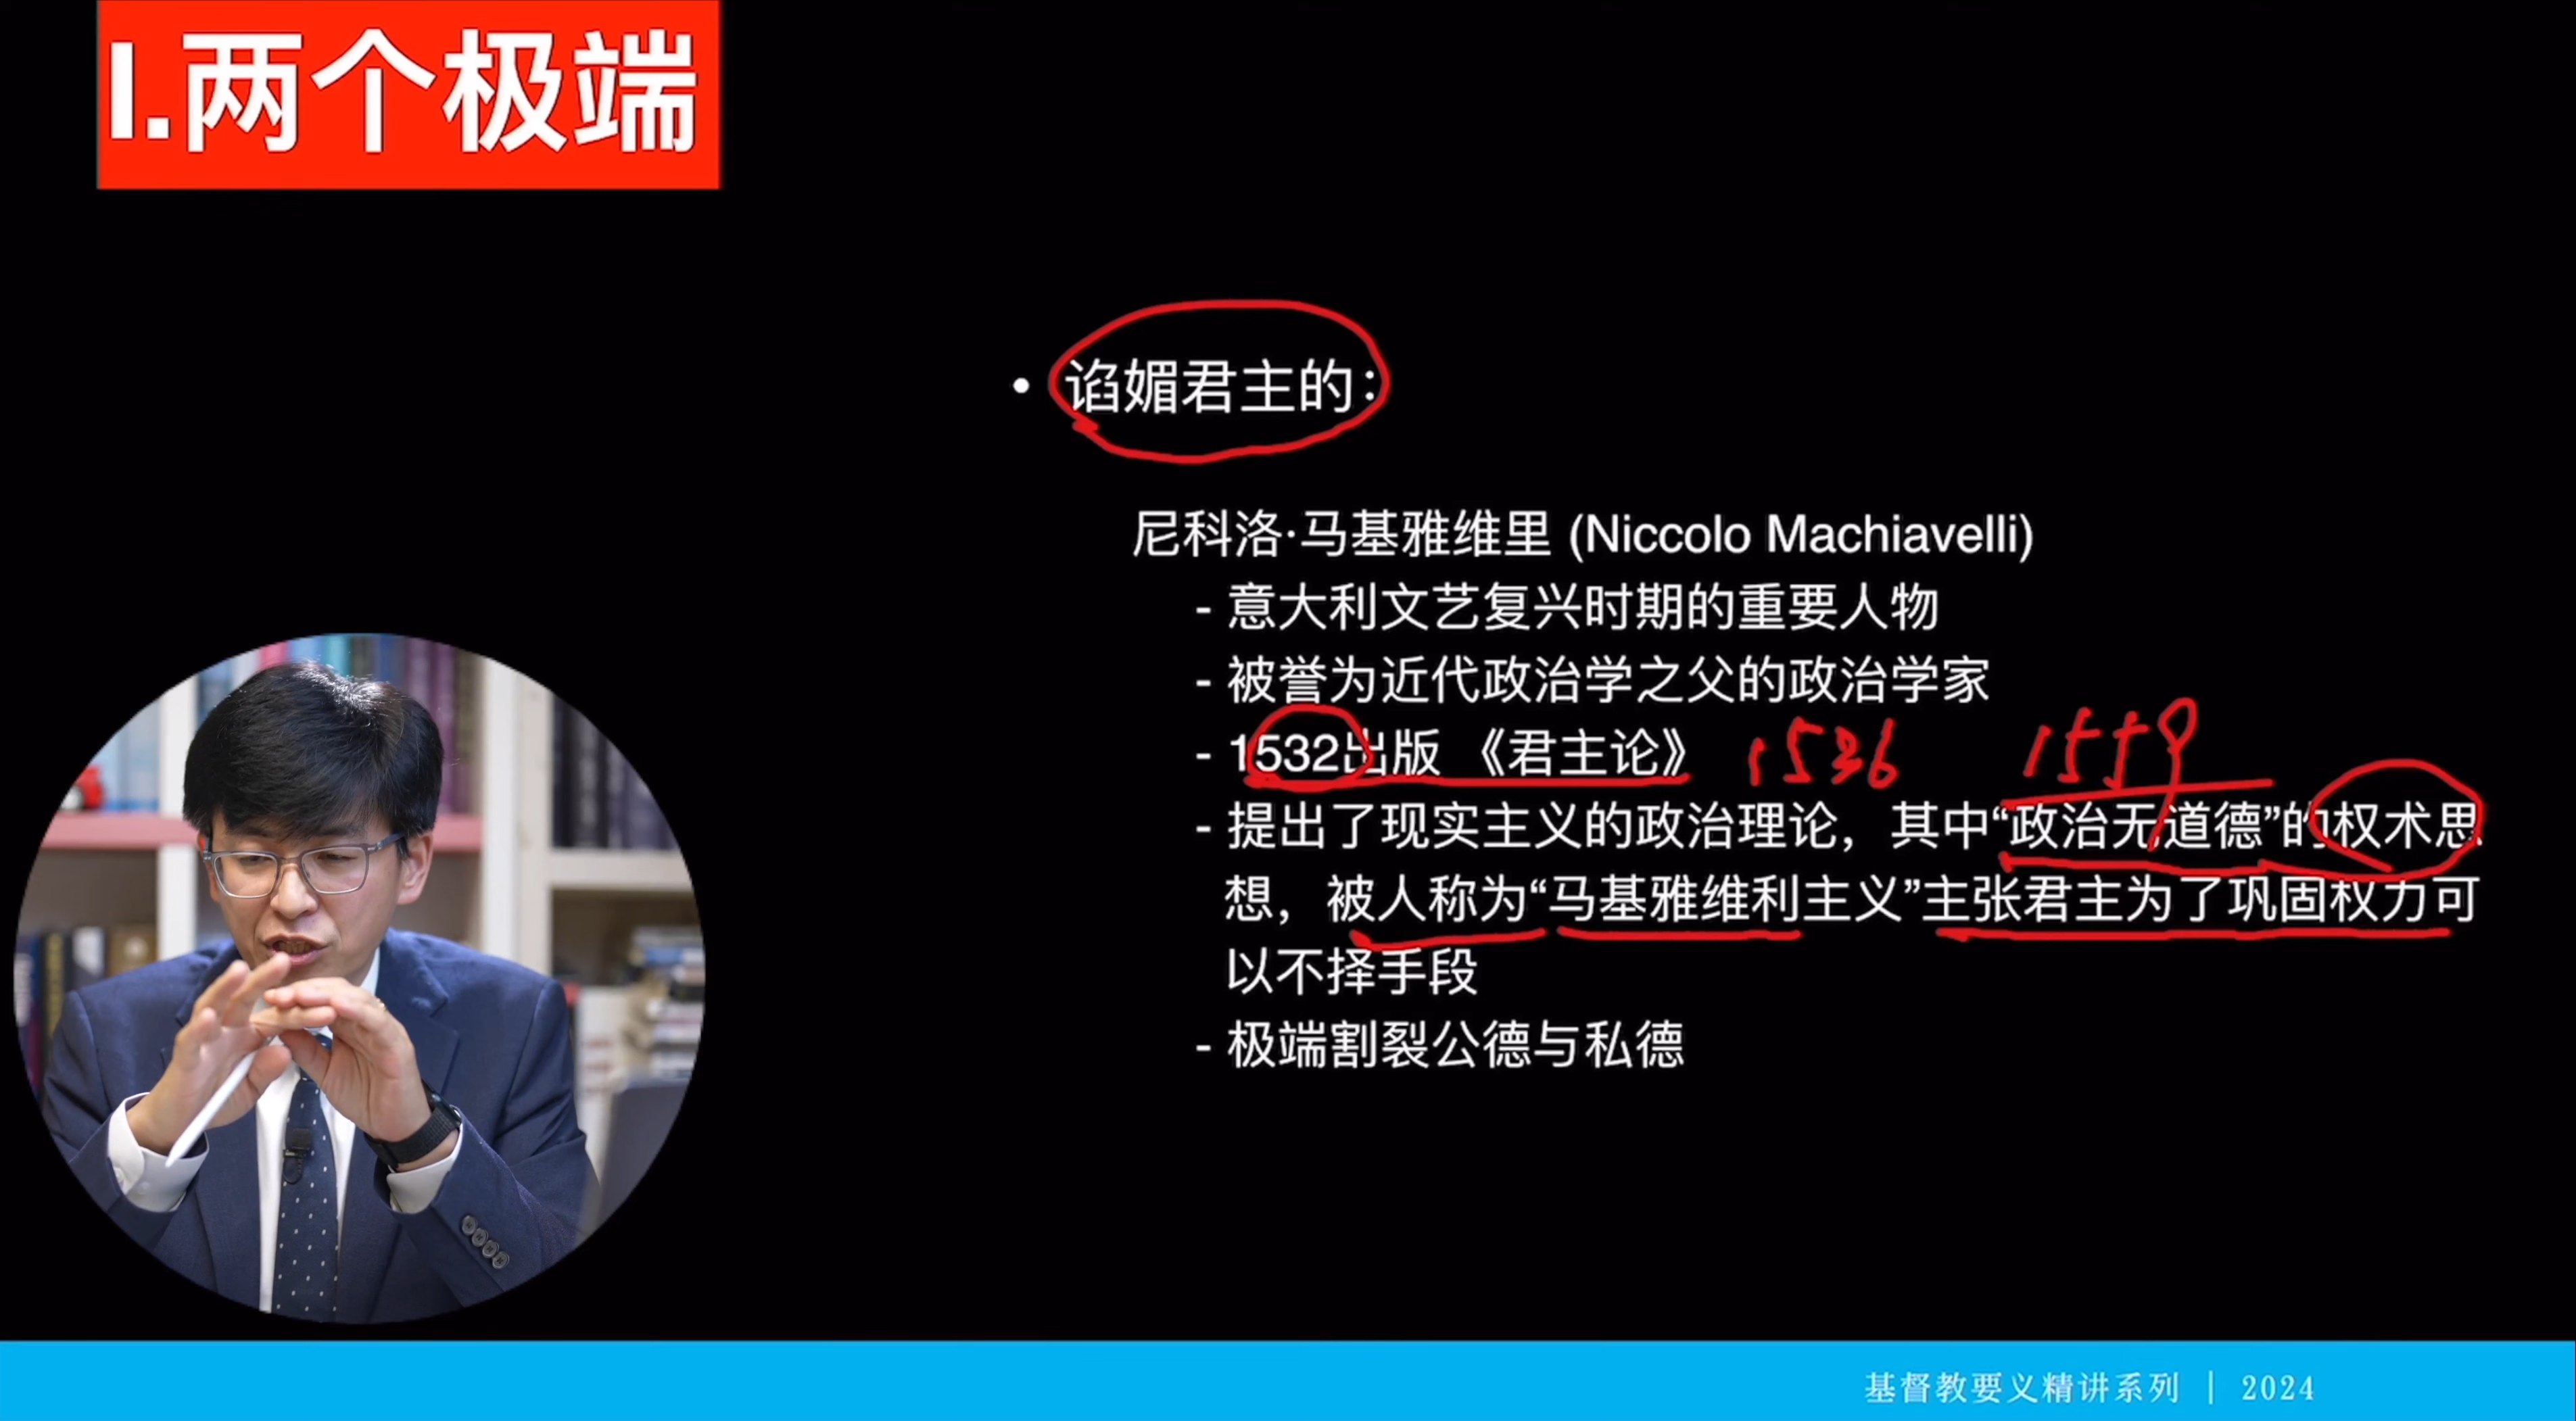 I.两个极端
• 谄媚君主的：
尼科洛·马基雅维里 (Niccolo Machiavelli)
- 意大利文艺复兴时期的重要人物
- 被誉为近代政治学之父的政治学家
- 1532出版 《君主论》 1536 1559
- 提出了现实主义的政治理论，其中“政治无道德”的权术思
想，被人称为“马基雅维利主义”主张君主为了巩固权力可
以不择手段
- 极端割裂公德与私德
基督教要义精讲系列 | 2024